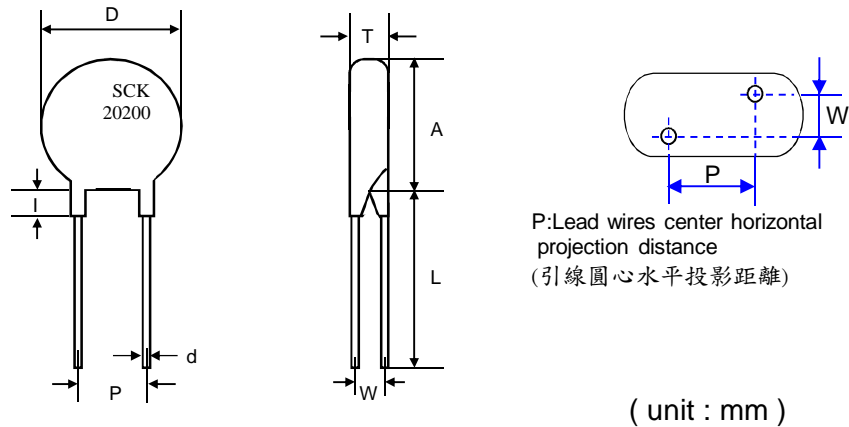 D
T
SCK
20200
A
W
P
I
P:Lead wires center horizontal
projection distance
(引線圓心水平投影距離)
L
d
P
W
( unit : mm )